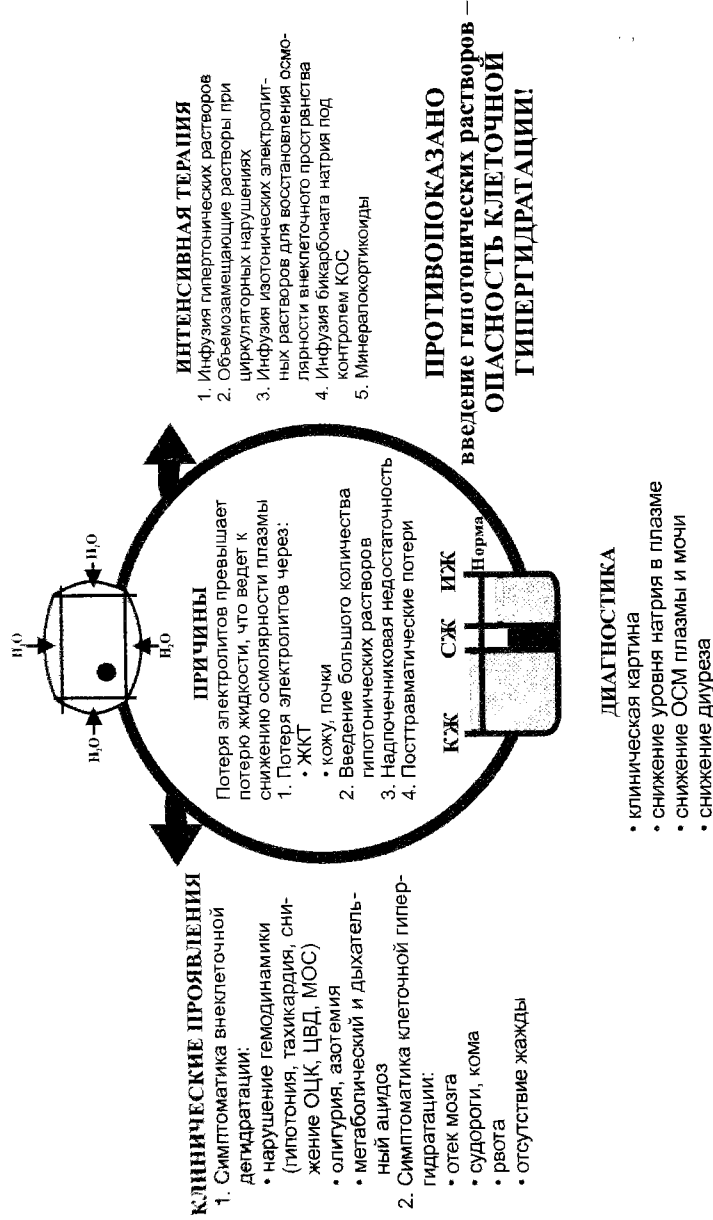 КЛИНИЧЕСКИЕ ПРОЯВЛЕНИЯ
1. Симптоматика внеклеточной
дегидратации:
• нарушение гемодинамики
(гипотония, тахикардия, сни-
жение ОЦК, ЦВД, МОС)
• олигурия, азотемия
• метаболический и дыхатель-
ный ацидоз
2. Симптоматика клеточной гипер-
гидратации:
• отек мозга
• судороги, кома
• рвота
• отсутствие жажды
H₂O
H₂O
H₂O
H₂O
ПРИЧИНЫ
Потеря электролитов превышает
потерю жидкости, что ведет к
снижению осмолярности плазмы
1. Потеря электролитов через:
• ЖКТ
• кожу, почки
2. Введение большого количества
гипотонических растворов
3. Надпочечниковая недостаточность
4. Посттравматические потери
КЖ СЖ ИЖ
Норма
ДИАГНОСТИКА
• клиническая картина
• снижение уровня натрия в плазме
• снижение ОСМ плазмы и мочи
• снижение диуреза
ИНТЕНСИВНАЯ ТЕРАПИЯ
1. Инфузия гипертонических растворов
2. Объемозамещающие растворы при
циркуляторных нарушениях
3. Инфузия изотонических электролит-
ных растворов для восстановления осмо-
лярности внеклеточного прострвнства
4. Инфузия бикарбоната натрия под
контролем КОС
5. Минералокортикоиды
ПРОТИВОПОКАЗАНО
введение гипотонических растворов –
ОПАСНОСТЬ КЛЕТОЧНОЙ
ГИПЕРГИДРАТАЦИИ!